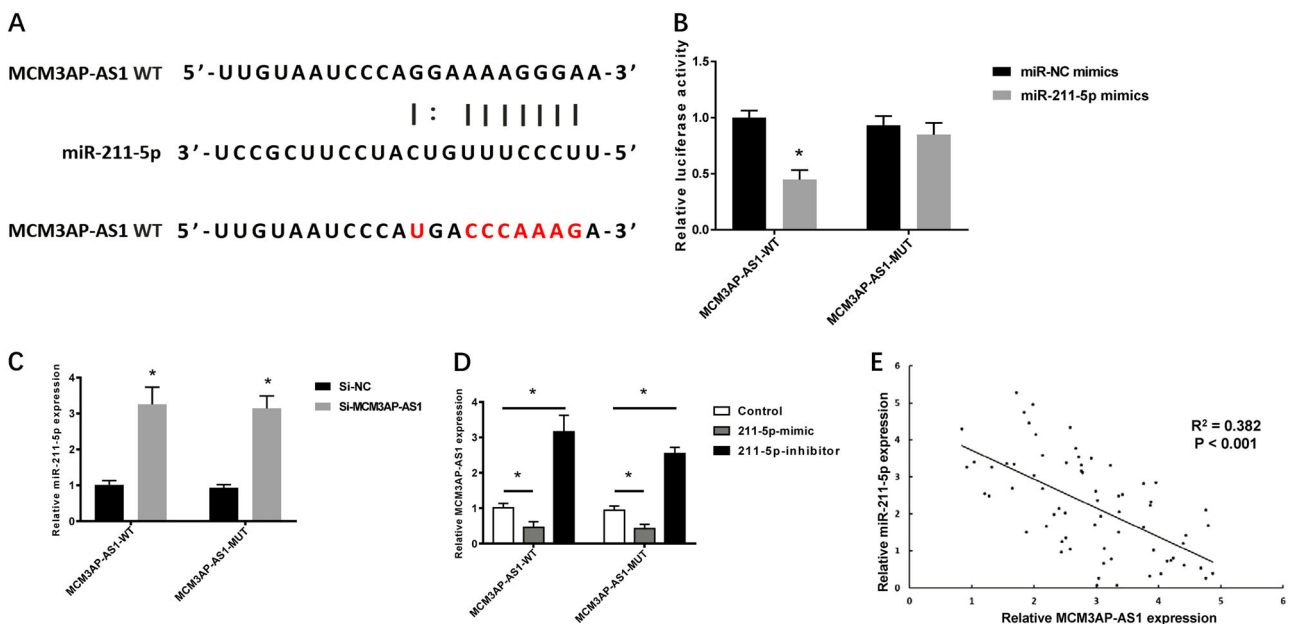 A
MCM3AP-AS1 WT 5’-UUGUAAUCCCAGGAAAAGGGAA-3’
miR-211-5p 3’-UCCGCUUCCUACUGUUUCCCUU-5’
MCM3AP-AS1 WT 5’-UUGUAAUCCCAUGACCCAAAGA-3’
B
Relative luciferase activity
1.5
1.0
0.5
0.0
*
MCM3AP-AS1-WT
MCM3AP-AS1-MUT
miR-NC mimics
miR-211-5p mimics
C
Relative miR-211-5p expression
4
3
2
1
0
*
*
MCM3AP-AS1-WT
MCM3AP-AS1-MUT
Si-NC
Si-MCM3AP-AS1
D
Relative MCM3AP-AS1 expression
4
3
2
1
0
*
*
*
*
MCM3AP-AS1-WT
MCM3AP-AS1-MUT
Control
211-5p-mimic
211-5p-inhibitor
E
Relative miR-211-5p expression
6
5
4
3
2
1
0
0 1 2 3 4 5 6
Relative MCM3AP-AS1 expression
R² = 0.382
P < 0.001